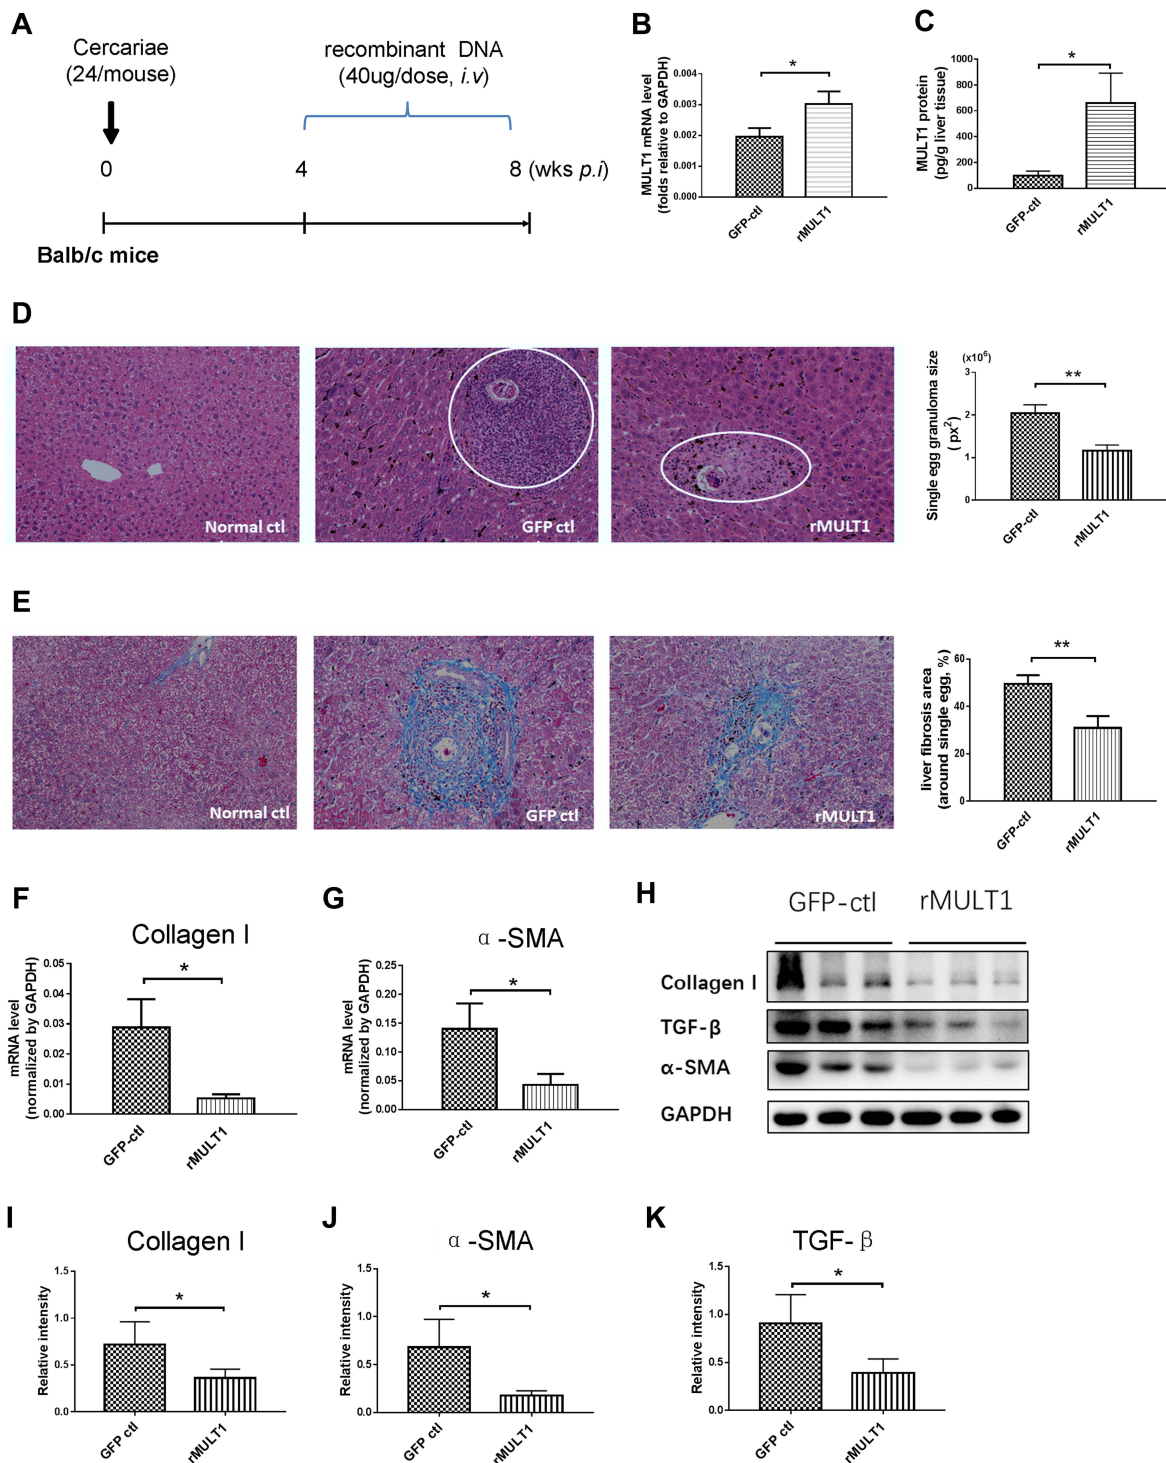 A
Cercariae
(24/mouse)
recombinant DNA
(40ug/dose, i.v)
0
4
8 (wks p.i)
Balb/c mice
B
MULT1 mRNA level
(folds relative to GAPDH)
0.004
0.003
0.002
0.001
0.000
*
GFP-ctl
rMULT1
C
MULT1 protein
(pg/g liver tissue)
1000
800
600
400
200
0
*
GFP-ctl
rMULT1
D
Normal ctl
GFP ctl
rMULT1
Single egg granuloma size
( px²)
(x10⁶)
3
2
1
0
**
GFP-ctl
rMULT1
E
Normal ctl
GFP ctl
rMULT1
liver fibrosis area
(around single egg, %)
60
40
20
0
**
GFP-ctl
rMULT1
F
Collagen I
mRNA level
(normalized by GAPDH)
0.05
0.04
0.03
0.02
0.01
0.00
*
GFP-ctl
rMULT1
G
α-SMA
mRNA level
(normalized by GAPDH)
0.25
0.20
0.15
0.10
0.05
0.00
*
GFP-ctl
rMULT1
H
GFP-ctl
rMULT1
Collagen I
TGF-β
α-SMA
GAPDH
I
Collagen I
Relative intensity
1.5
1.0
0.5
0.0
*
GFP ctl
rMULT1
J
α-SMA
Relative intensity
1.5
1.0
0.5
0.0
*
GFP ctl
rMULT1
K
TGF-β
Relative intensity
1.5
1.0
0.5
0.0
*
GFP ctl
rMULT1